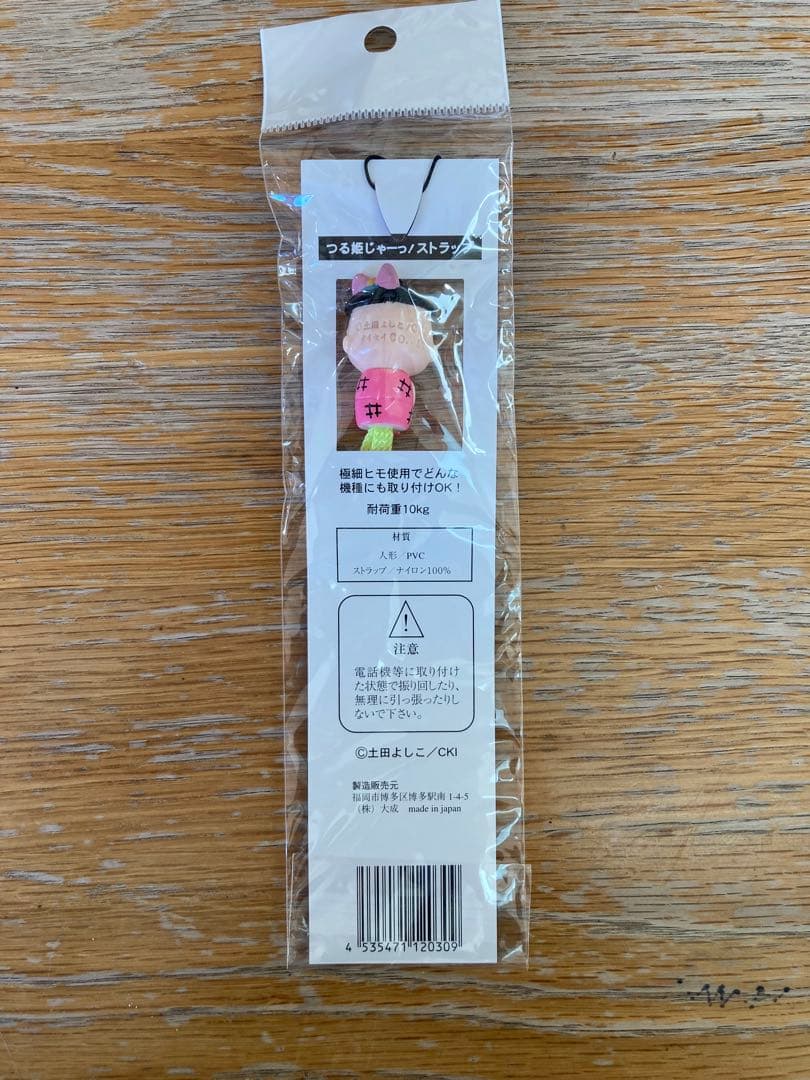 つる姫じゃーっ!ストラップ
©土田よしこ/C
極細ヒモ使用でどんな
機種にも取り付けOK!
耐荷重10kg
材質
人形/PVC
ストラップ/ナイロン100%
!
注意
電話機等に取り付け
た状態で振り回したり、
無理に引っ張ったりし
ないで下さい。
©土田よしこ/CKI
製造販売元
福岡市博多区博多駅南1-4-5
(株)大成 made in japan
4 535471 120309